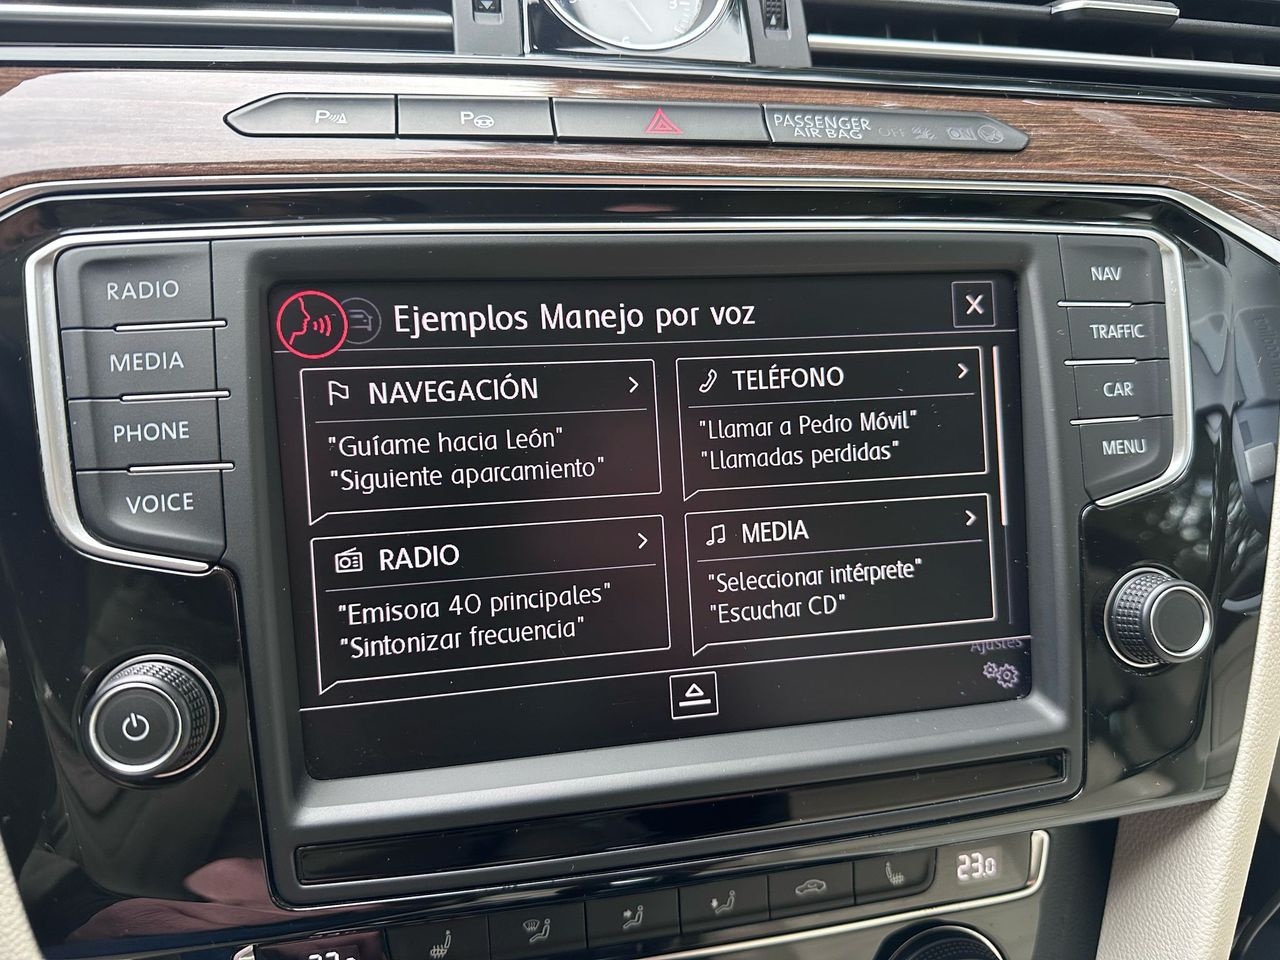 P
P
PASSENGER
AIR BAG OFF ON
RADIO
MEDIA
PHONE
VOICE
Ejemplos Manejo por voz
X
NAVEGACIÓN
"Guíame hacia León"
"Siguiente aparcamiento"
TELÉFONO
"Llamar a Pedro Móvil"
"Llamadas perdidas"
RADIO
"Emisora 40 principales"
"Sintonizar frecuencia"
MEDIA
"Seleccionar intérprete"
"Escuchar CD"
Ajustes
NAV
TRAFFIC
CAR
MENU
23.0